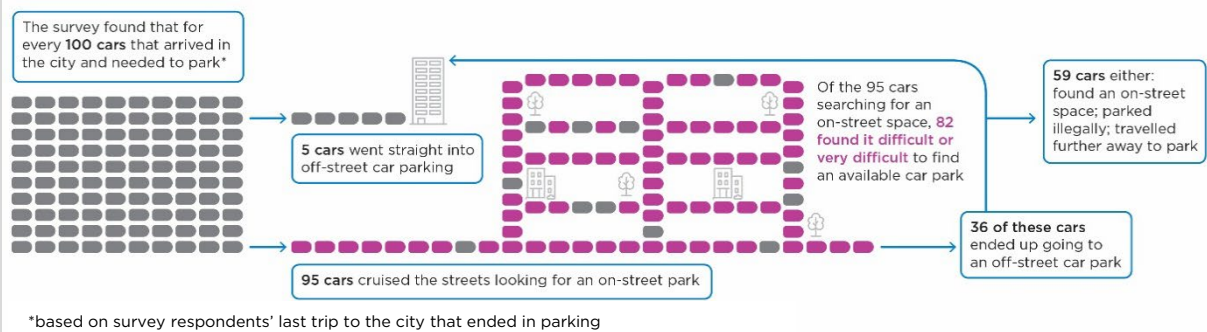 The survey found that for
every 100 cars that arrived in
the city and needed to park*
5 cars went straight into
off-street car parking
95 cars cruised the streets looking for an on-street park
Of the 95 cars
searching for an
on-street space, 82
found it difficult or
very difficult to find
an available car park
36 of these cars
ended up going to
an off-street car park
59 cars either:
found an on-street
space; parked
illegally; travelled
further away to park
*based on survey respondents' last trip to the city that ended in parking